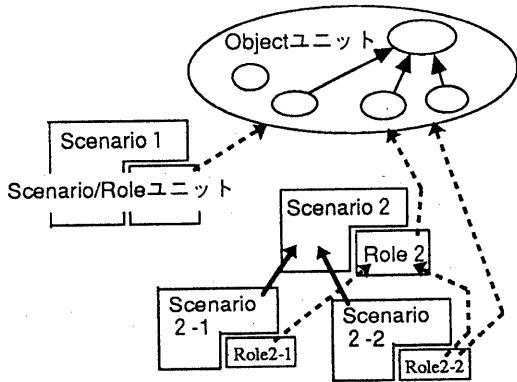 Objectユニット
Scenario 1
Scenario/Roleユニット
Scenario 2
Role 2
Scenario
2 -1
Role2-1
Scenario
2 -2
Role2-2